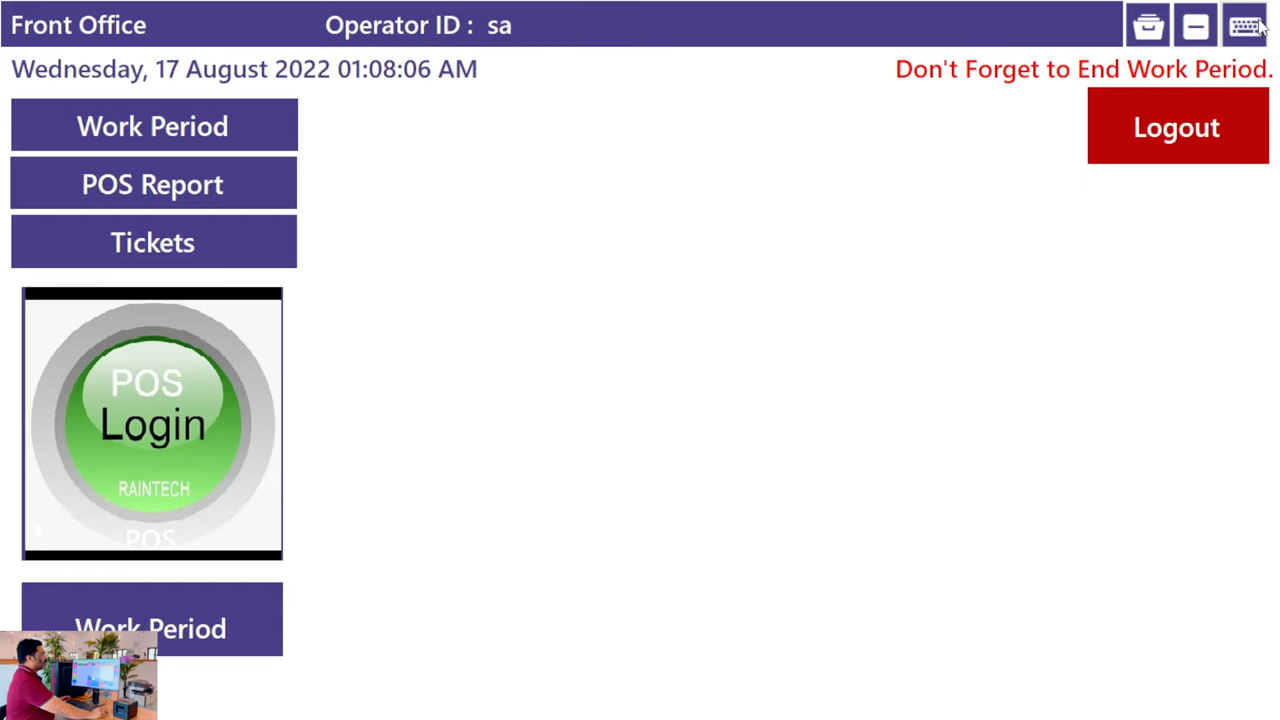 Front Office
Operator ID : sa
Wednesday, 17 August 2022 01:08:06 AM
Don't Forget to End Work Period.
Work Period
Logout
POS Report
Tickets
POS
Login
RAINTECH
POS
Work Period